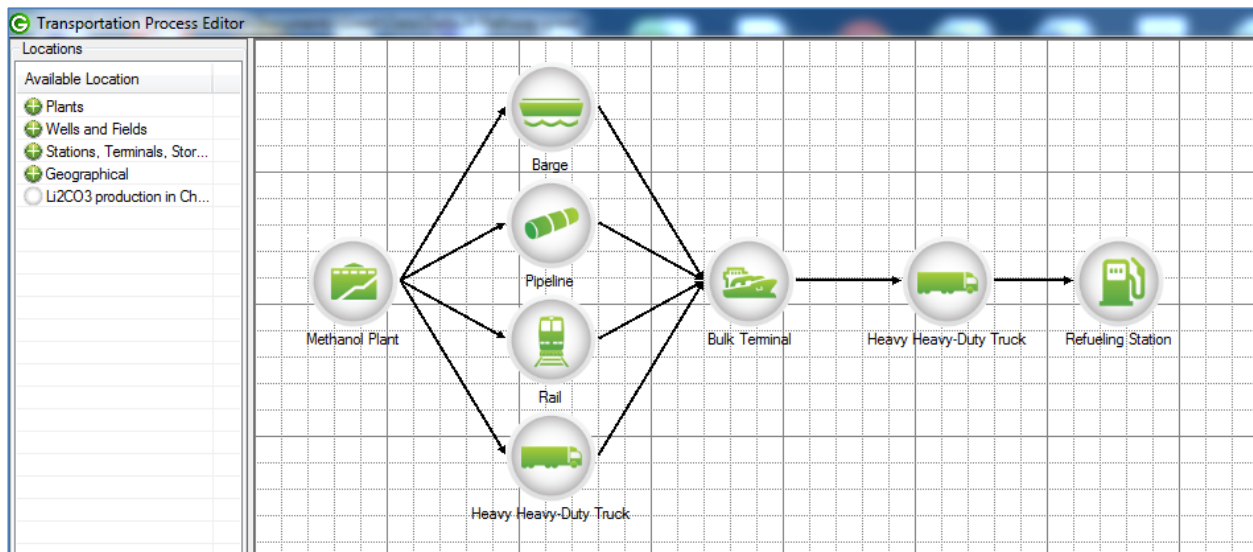 Transportation Process Editor
Locations
Available Location
Plants
Wells and Fields
Stations, Terminals, Stor...
Geographical
Li2CO3 production in Ch...
Barge
Pipeline
Methanol Plant
Bulk Terminal
Heavy Heavy-Duty Truck
Refueling Station
Rail
Heavy Heavy-Duty Truck